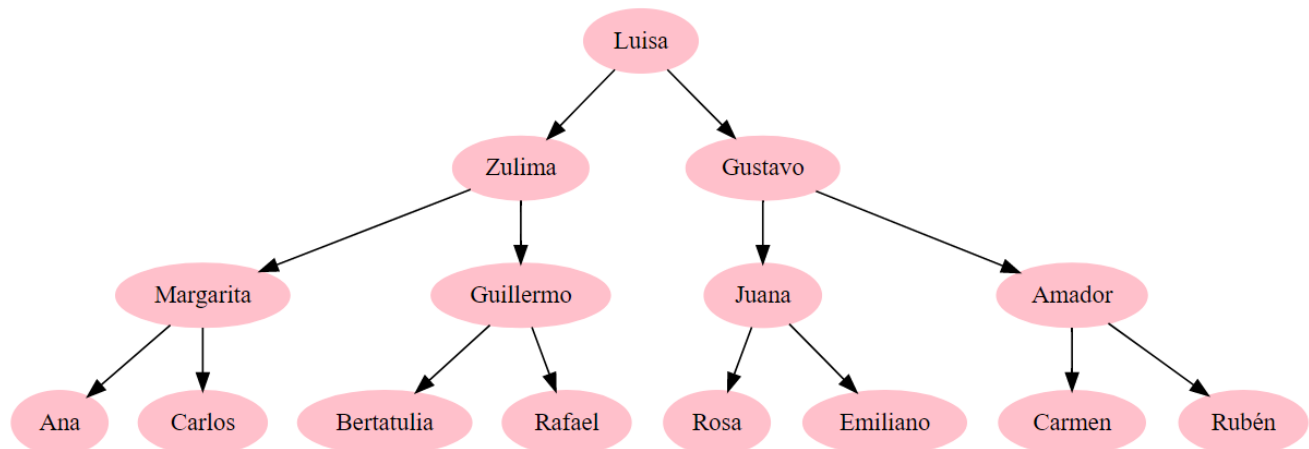 Luisa
Zulima Gustavo
Margarita Guillermo Juana Amador
Ana Carlos Bertatulia Rafael Rosa Emiliano Carmen Rubén